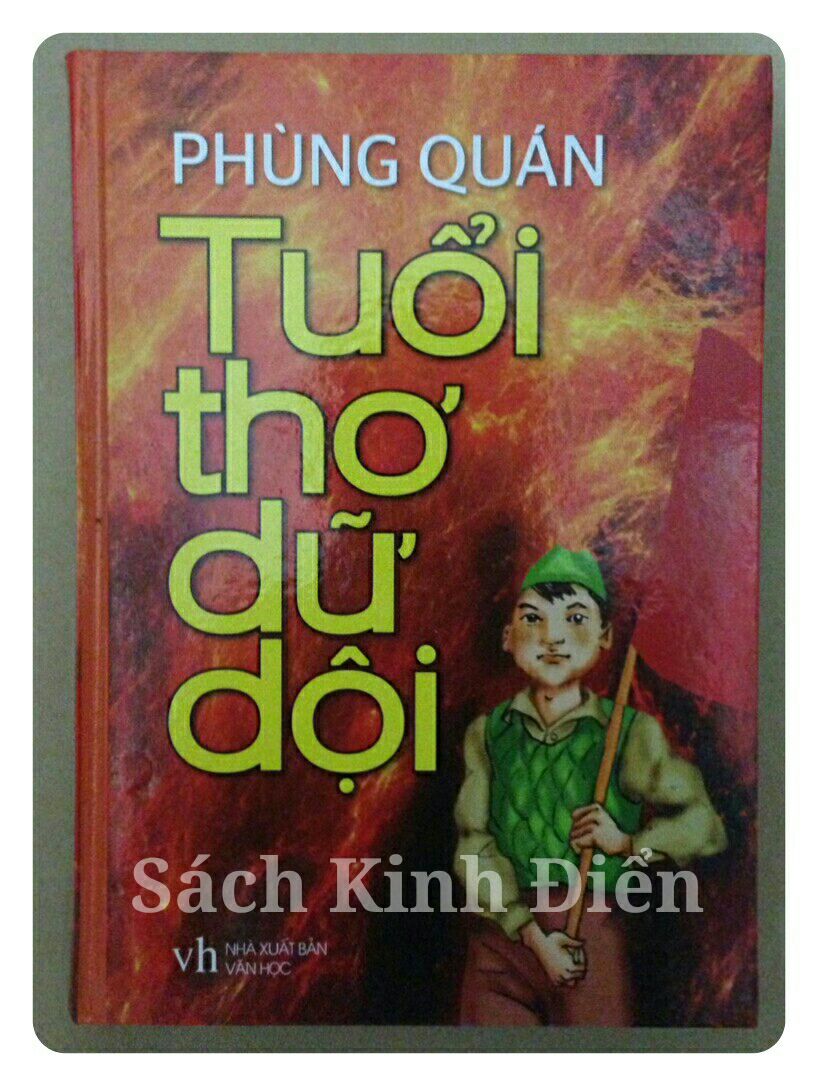 PHÙNG QUÁN
Tuổi
thơ
dữ
dội
Sách Kinh Điển
vh NHÀ XUẤT BẢN
VĂN HỌC